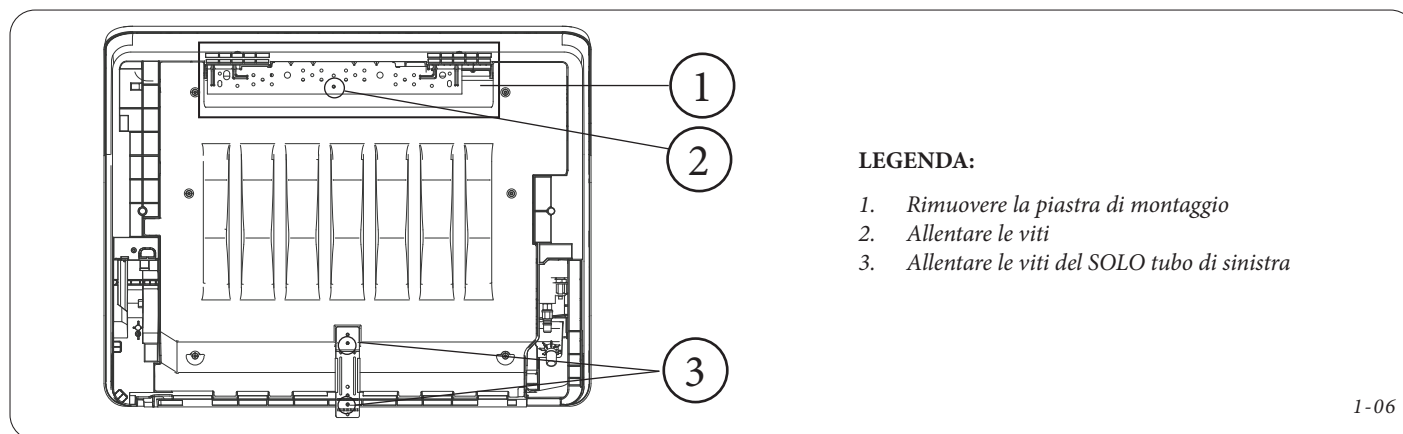 1
2
3
LEGENDA:
1. Rimuovere la piastra di montaggio
2. Allentare le viti
3. Allentare le viti del SOLO tubo di sinistra
1-06